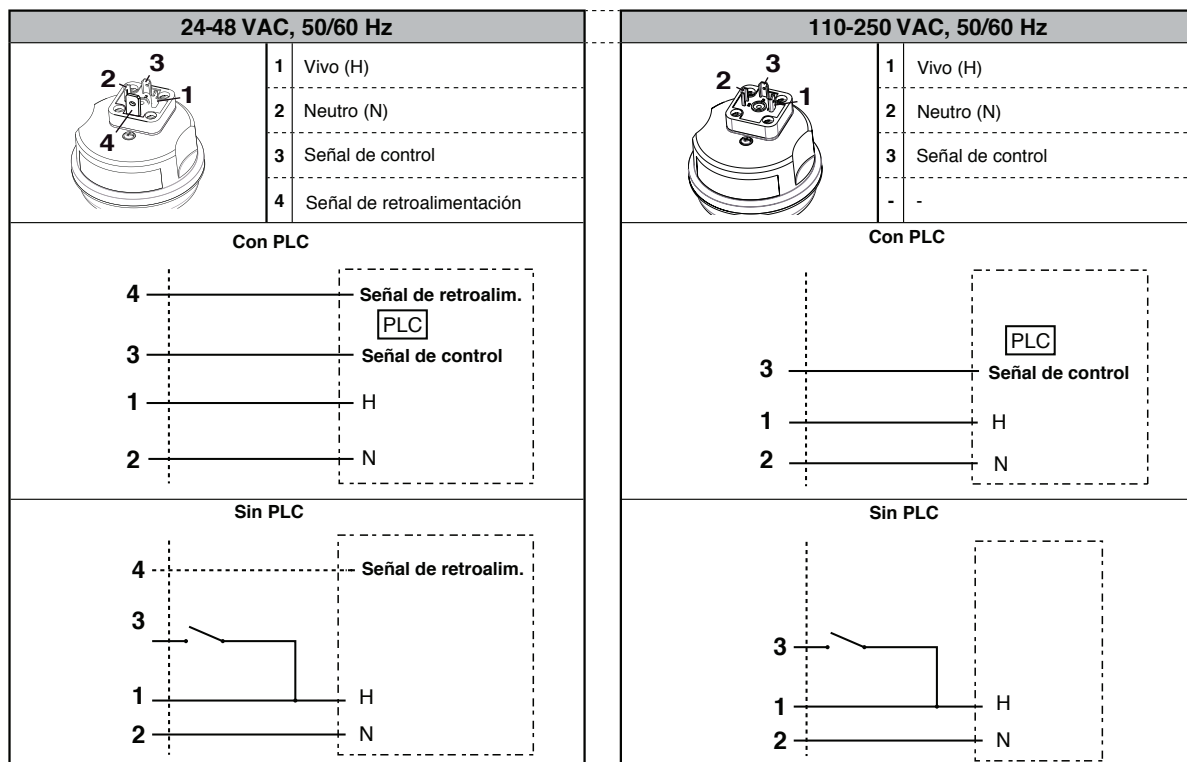 24-48 VAC, 50/60 Hz
2
3
1
4
1 Vivo (H)
2 Neutro (N)
3 Señal de control
4 Señal de retroalimentación
Con PLC
4 Señal de retroalim.
PLC
3 Señal de control
1 H
2 N
Sin PLC
4 Señal de retroalim.
3
1 H
2 N
110-250 VAC, 50/60 Hz
2
3
1
1 Vivo (H)
2 Neutro (N)
3 Señal de control
- -
Con PLC
PLC
3 Señal de control
1 H
2 N
Sin PLC
3
1 H
2 N